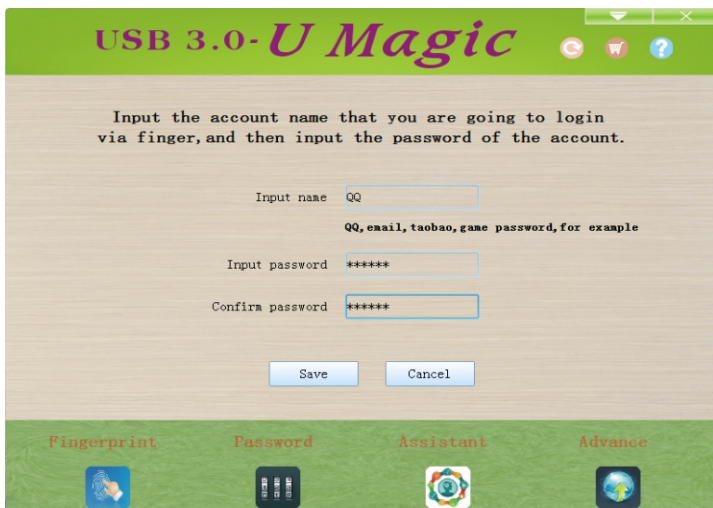 USB 3.0-U Magic
Input the account name that you are going to login
via finger,and then input the password of the account.
Input name QQ
QQ,email,taobao,game password,for example
Input password ******
Confirm password ******
Save Cancel
Fingerprint Password Assistant Advance